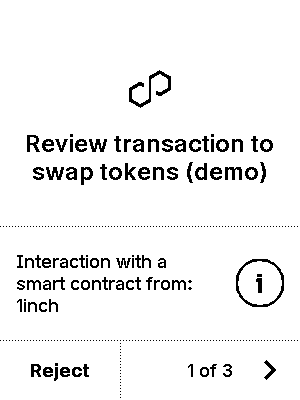 Review transaction to
swap tokens (demo)
Interaction with a
smart contract from:
1inch
Reject
1 of 3